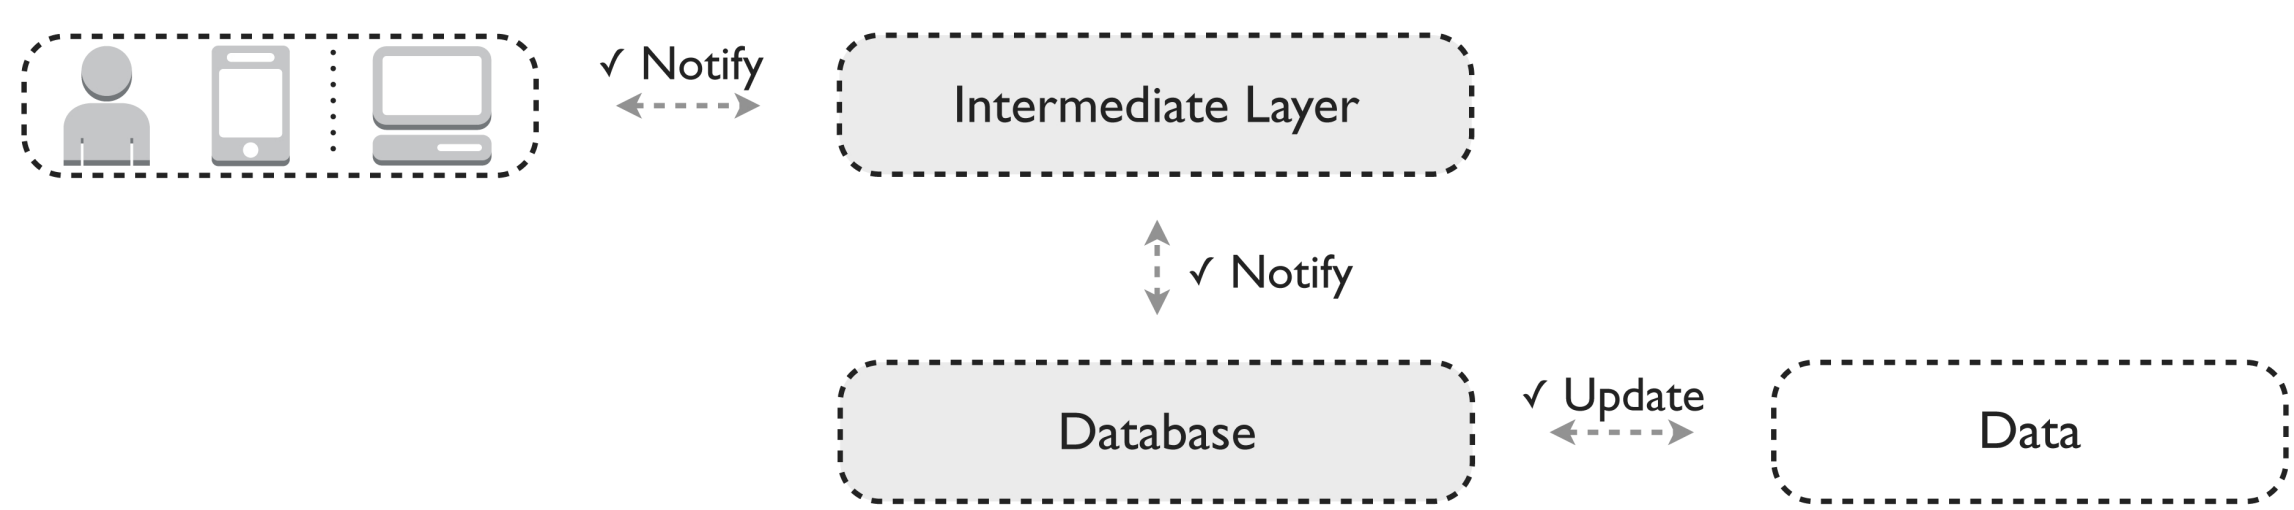 ✓ Notify
Intermediate Layer
✓ Notify
Database
✓ Update
Data